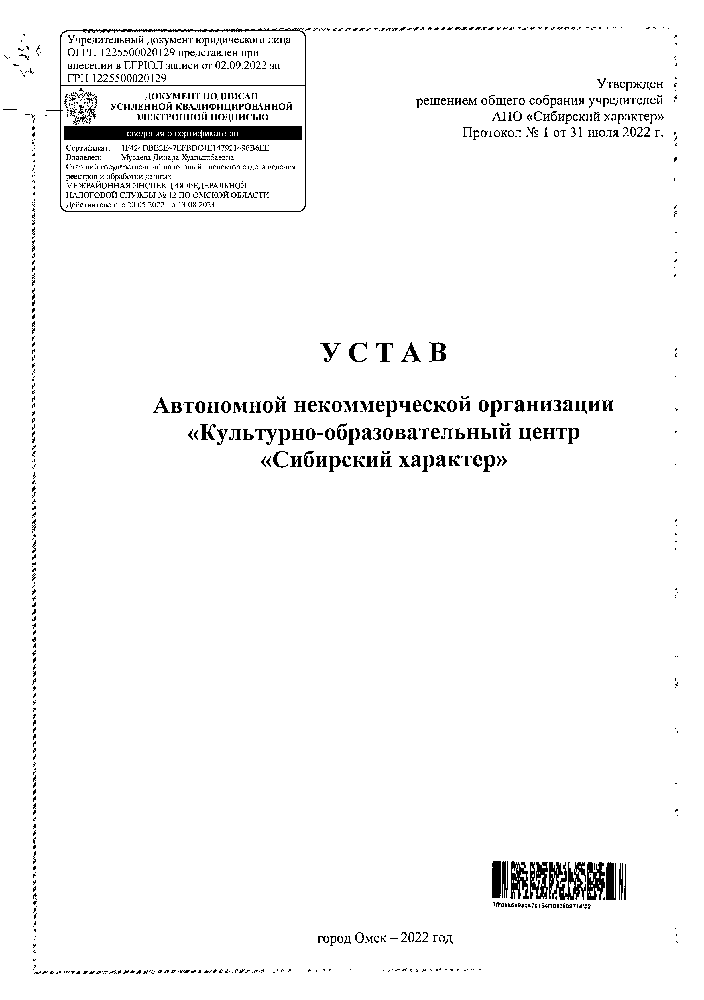 Учредительный документ юридического лица
ОГРН 1225500020129 представлен при
внесении в ЕГРЮЛ записи от 02.09.2022 за
ГРН 1225500020129
ДОКУМЕНТ ПОДПИСАН
УСИЛЕННОЙ КВАЛИФИЦИРОВАННОЙ
ЭЛЕКТРОННОЙ ПОДПИСЬЮ
сведения о сертификате эп
Сертификат: 1F424DBE2E47EFBDC4E147921496B6EE
Владелец: Мусаева Динара Хуанышбаевна
Старший государственный налоговый инспектор отдела ведения
реестров и обработки данных
МЕЖРАЙОННАЯ ИНСПЕКЦИЯ ФЕДЕРАЛЬНОЙ
НАЛОГОВОЙ СЛУЖБЫ № 12 ПО ОМСКОЙ ОБЛАСТИ
Действителен: с 20.05.2022 по 13.08.2023
Утвержден
решением общего собрания учредителей
АНО «Сибирский характер»
Протокол № 1 от 31 июля 2022 г.
У С Т А В
Автономной некоммерческой организации
«Культурно-образовательный центр
«Сибирский характер»
город Омск – 2022 год